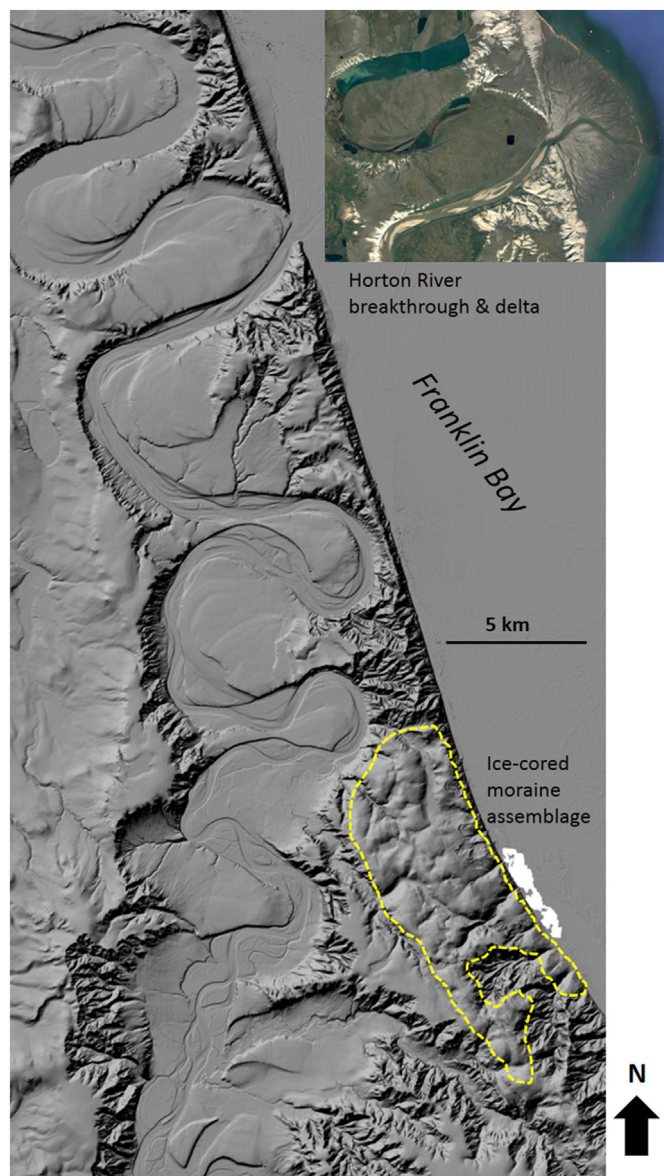 Horton River
breakthrough & delta
Franklin Bay
5 km
Ice-cored
moraine
assemblage
N